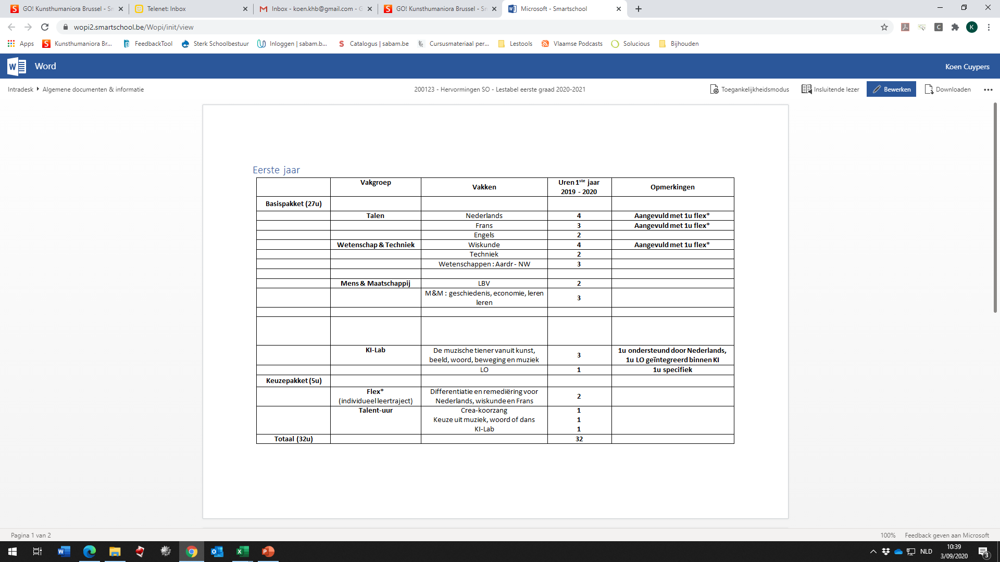 GO! Kunsthumaniora Brussel - Sm
Telenet: Inbox
Inbox - koen.khb@gmail.com - G
GO! Kunsthumaniora Brussel - Sm
Microsoft - Smartschool
wopi2.smartschool.be/Wopi/init/view
K
Apps
Kunsthumaniora Br...
FeedbackTool
Sterk Schoolbestuur
Inloggen | sabam.b...
Catalogus | sabam.be
Cursusmateriaal per...
Lestools
Vlaamse Podcasts
Solucious
Bijhouden
Word
Koen Cuypers
Intradesk
Algemene documenten & informatie
200123 - Hervormingen SO - Lestabel eerste graad 2020-2021
Toegankelijkheidsmodus
Insluitende lezer
Bewerken
Downloaden
Eerste jaar
Vakgroep
Vakken
Uren 1ste jaar
2019 - 2020
Opmerkingen
Basispakket (27u)
Talen Nederlands 4 Aangevuld met 1u flex*
Frans 3 Aangevuld met 1u flex*
Engels 2
Wetenschap & Techniek Wiskunde 4 Aangevuld met 1u flex*
Techniek 2
Wetenschappen : Aardr - NW 3
Mens & Maatschappij LBV 2
M&M : geschiedenis, economie, leren
leren
3
KI-Lab
De muzische tiener vanuit kunst,
beeld, woord, beweging en muziek
3
1u ondersteund door Nederlands,
1u LO geïntegreerd binnen KI
LO 1 1u specifiek
Keuzepakket (5u)
Flex*
(individueel leertraject)
Differentiatie en remediëring voor
Nederlands, wiskunde en Frans
2
Talent-uur
Crea-koorzang 1
Keuze uit muziek, woord of dans 1
KI-Lab 1
Totaal (32u) 32
Pagina 1 van 2
100%
Feedback geven aan Microsoft
NLD
10:39
3/09/2020
3